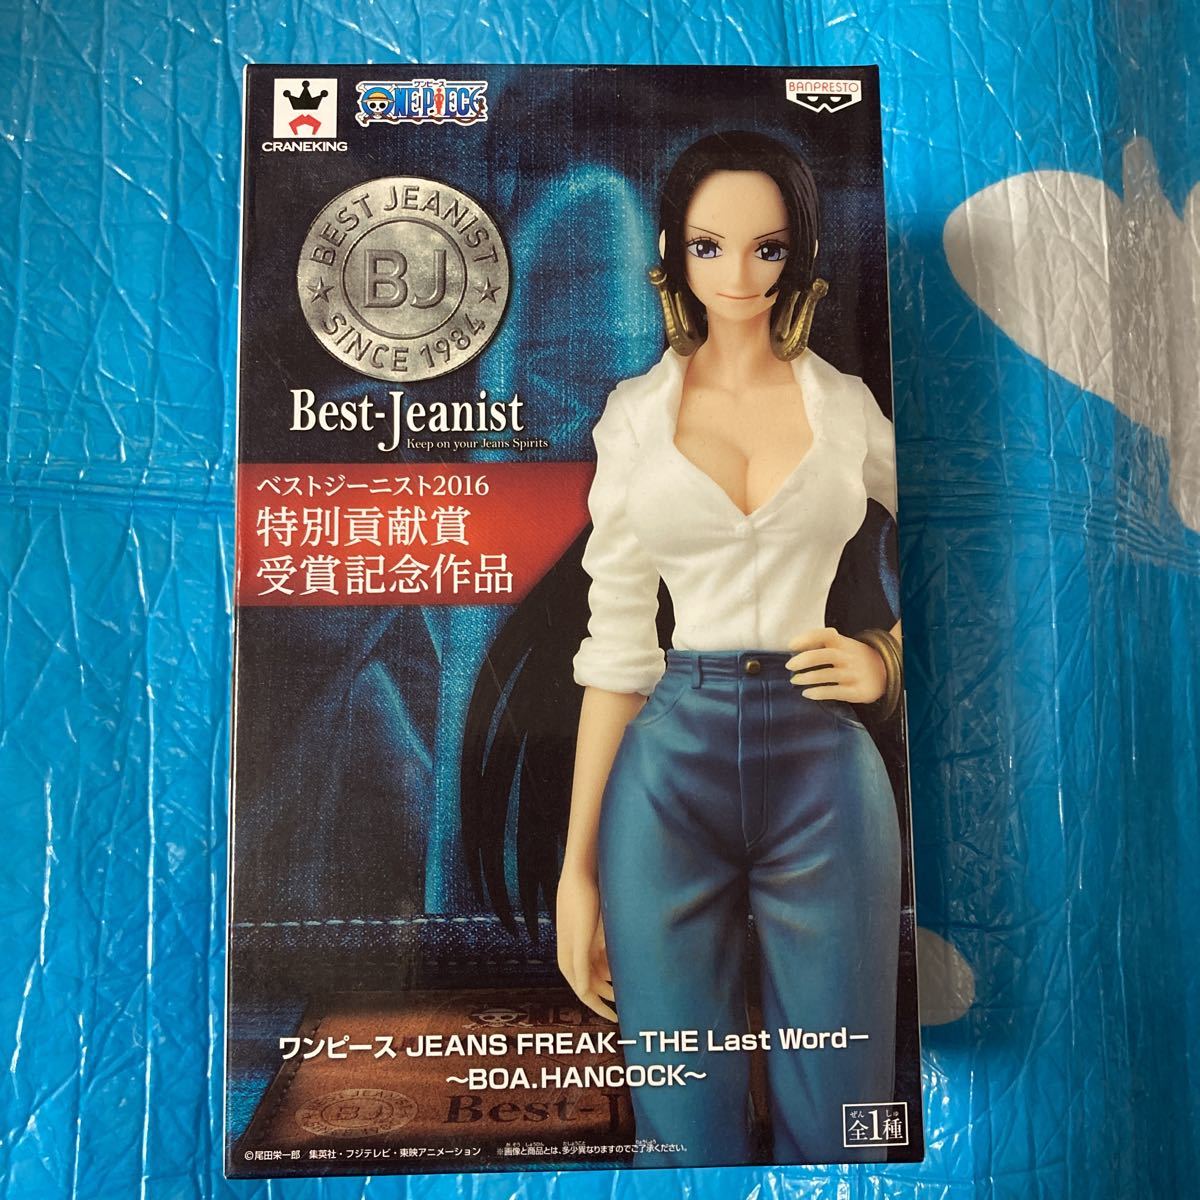 CRANEKING
ワンピース
ONE PIECE
BANPRESTO
BEST JEANIST
BJ
SINCE 1984
Best-Jeanist
Keep on your Jeans Spirits
ベストジーニスト2016
特別貢献賞
受賞記念作品
ワンピース JEANS FREAK－THE Last Word－
～BOA.HANCOCK～
BJ
Best-J
ぜん しゅ
全1種
©尾田栄一郎／集英社・フジテレビ・東映アニメーション
※画像と商品とは、多少異なりますのでご了承ください。